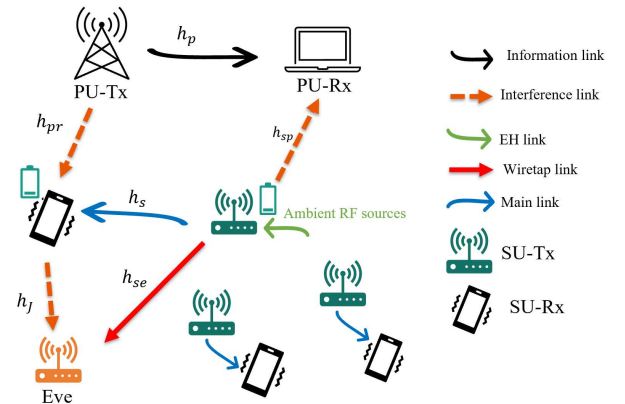 h_p
PU-Tx
PU-Rx
h_pr
h_sp
h_s
Ambient RF sources
h_se
h_J
Eve
Information link
Interference link
EH link
Wiretap link
Main link
SU-Tx
SU-Rx